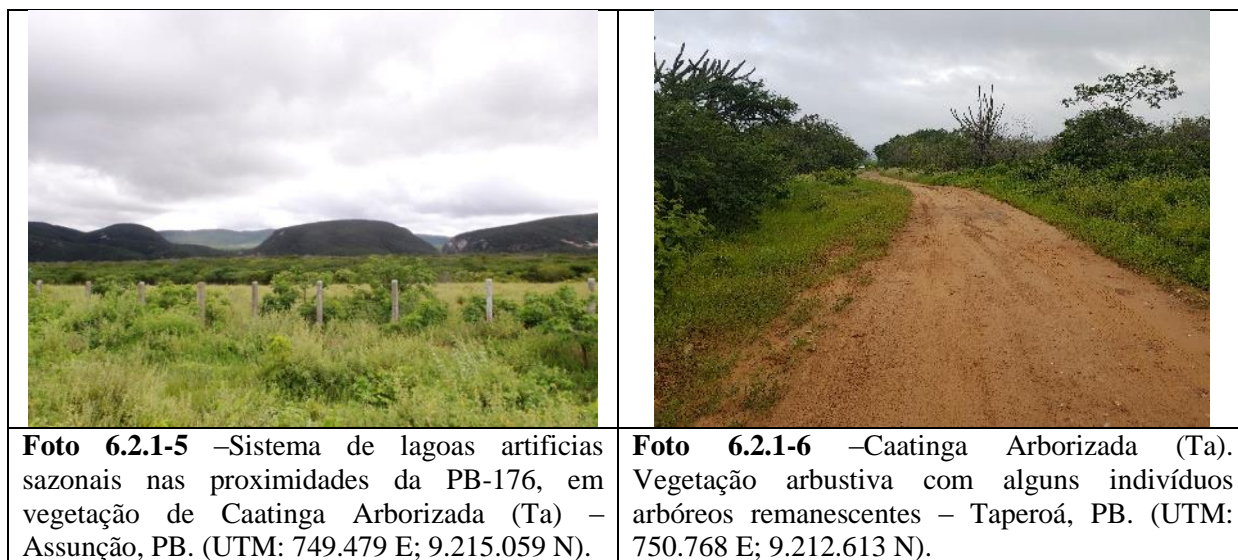 Foto 6.2.1-5 –Sistema de lagoas artificias
sazonais nas proximidades da PB-176, em
vegetação de Caatinga Arborizada (Ta) –
Assunção, PB. (UTM: 749.479 E; 9.215.059 N).
Foto 6.2.1-6 –Caatinga Arborizada (Ta).
Vegetação arbustiva com alguns indivíduos
arbóreos remanescentes – Taperoá, PB. (UTM:
750.768 E; 9.212.613 N).